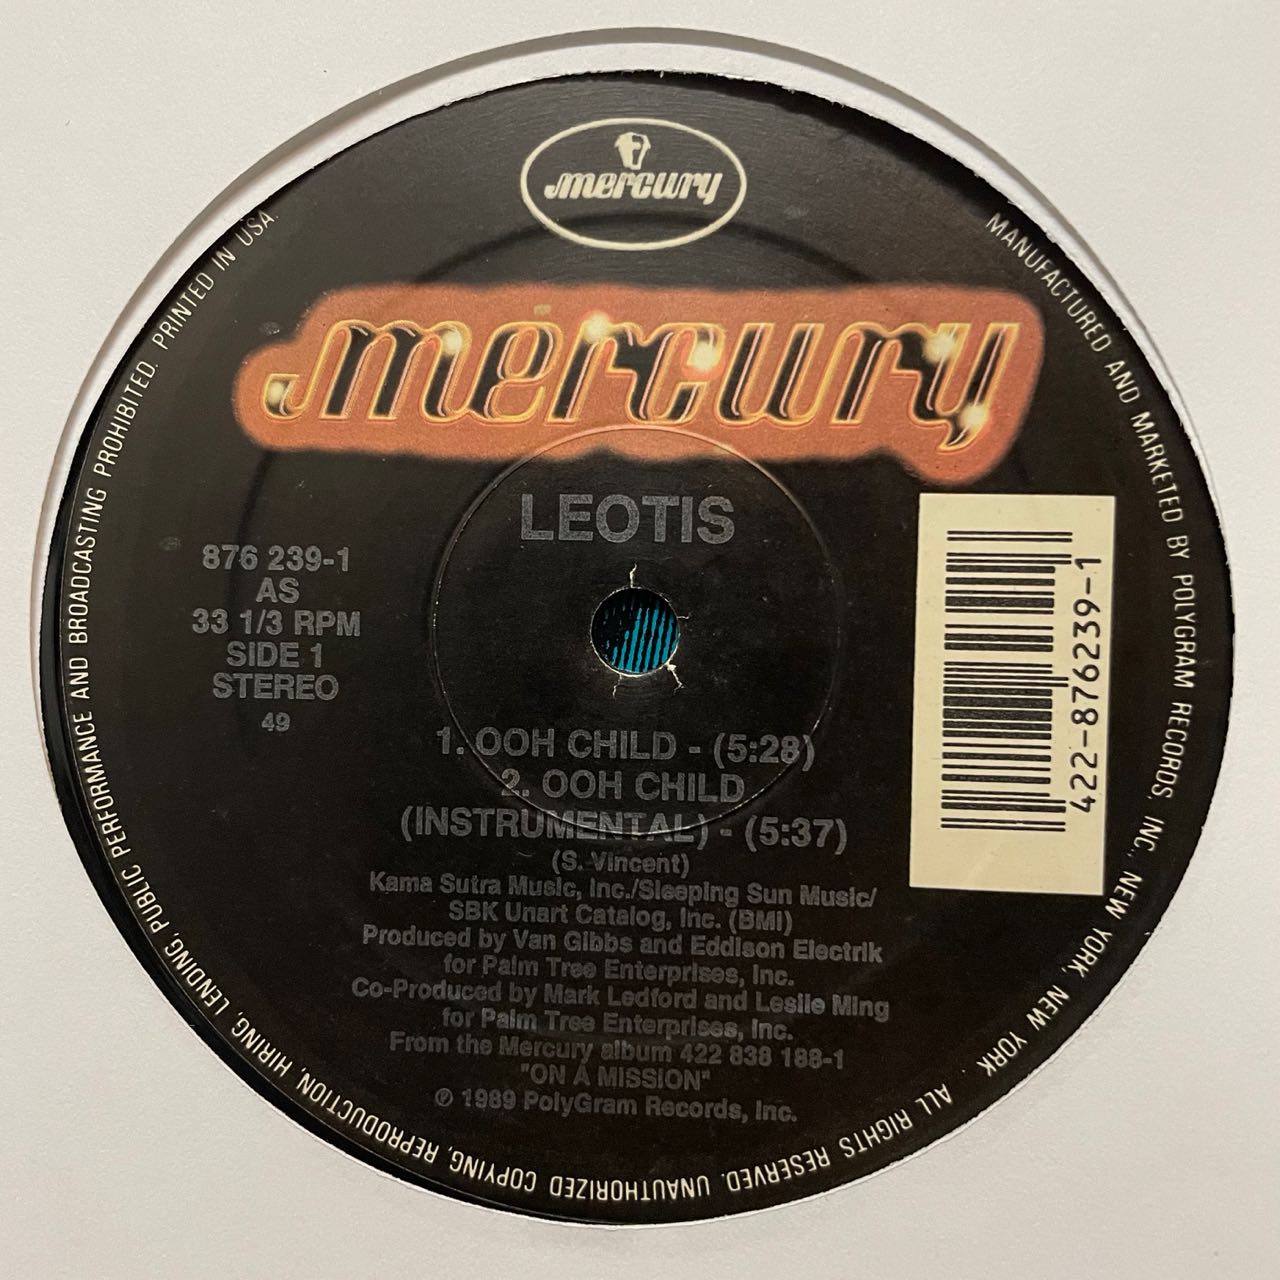 mercury
mercury
LEOTIS
876 239-1
AS
33 1/3 RPM
SIDE 1
STEREO
49
422-876239-1
1. OOH CHILD - (5:28)
2. OOH CHILD
(INSTRUMENTAL) - (5:37)
(S. Vincent)
Kama Sutra Music, Inc./Sleeping Sun Music/
SBK Unart Catalog, Inc. (BMI)
Produced by Van Gibbs and Eddison Electrik
for Palm Tree Enterprises, Inc.
Co-Produced by Mark Ledford and Leslie Ming
for Palm Tree Enterprises, Inc.
From the Mercury album 422 838 188-1
"ON A MISSION"
℗ 1989 PolyGram Records, Inc.
MANUFACTURED AND MARKETED BY POLYGRAM RECORDS, INC., NEW YORK, NEW YORK. ALL RIGHTS RESERVED. UNAUTHORIZED COPYING, REPRODUCTION, HIRING, LENDING, PUBLIC PERFORMANCE AND BROADCASTING PROHIBITED. PRINTED IN USA.